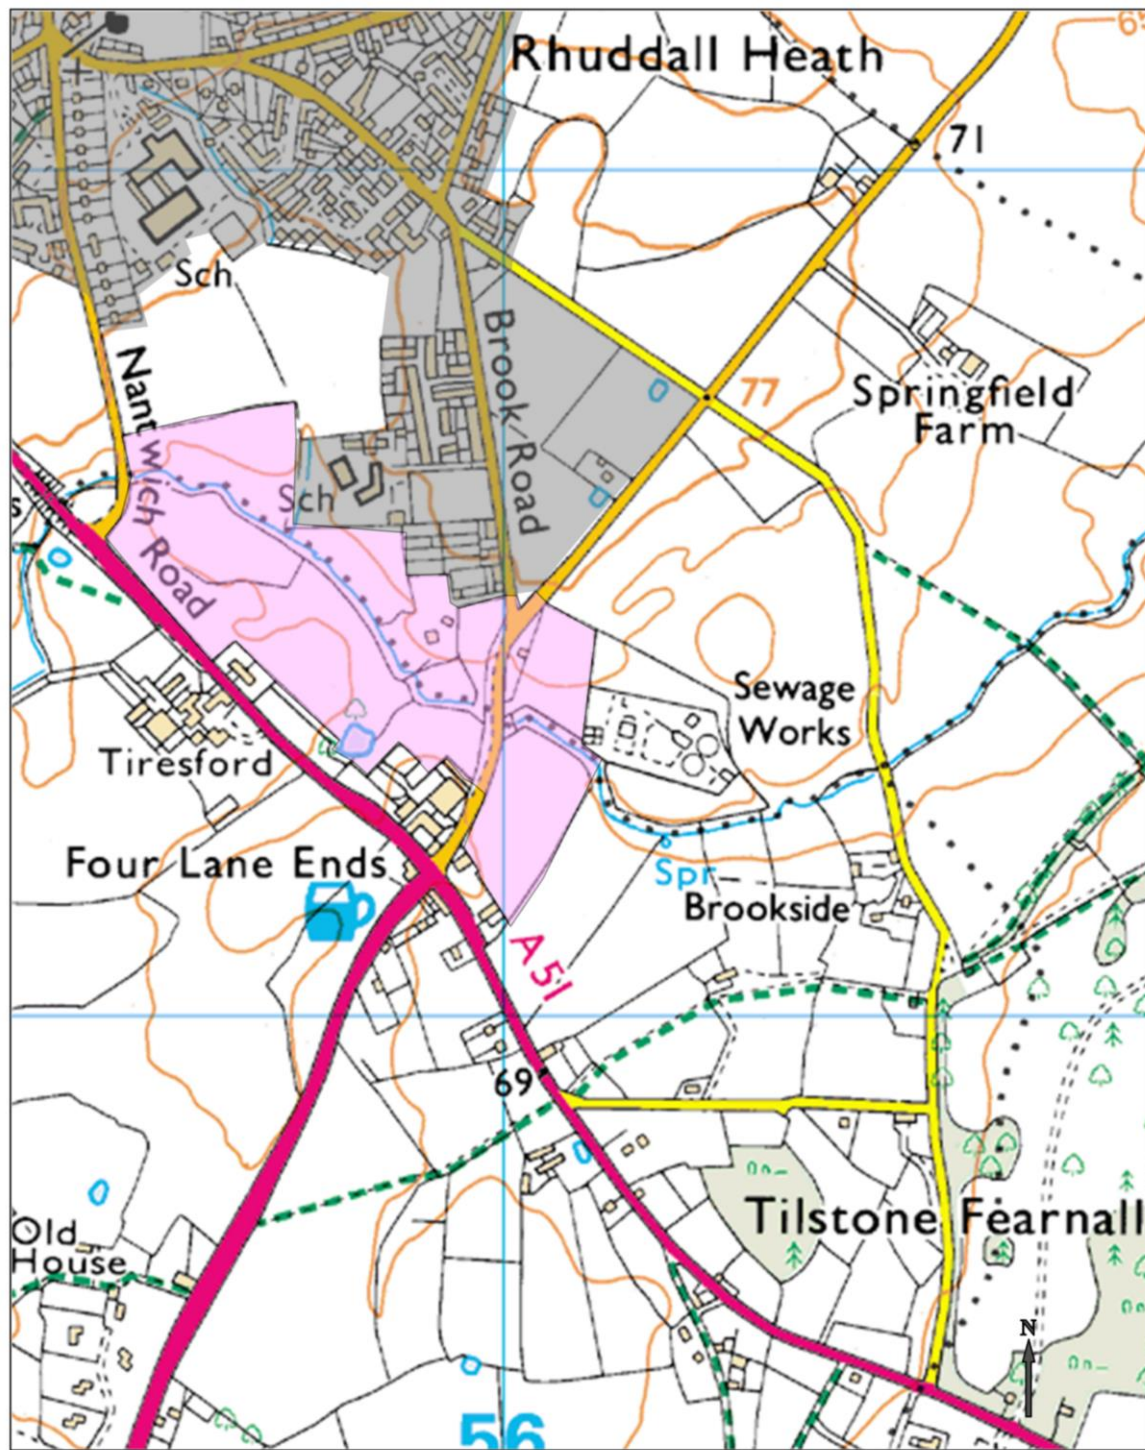 Rhuddall Heath
71
Sch
Brook Road
Nantwich Road
77
Springfield
Farm
Sch
s
Sewage
Works
Tiresford
Four Lane Ends
Spr
Brookside
A51
69
Tilstone Fearnall
Old
House
N
56